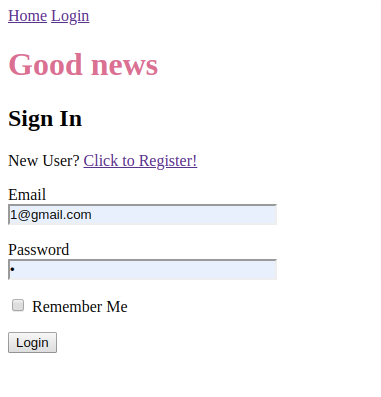 Home Login
Good news
Sign In
New User? Click to Register!
Email
1@gmail.com
Password
•
Remember Me
Login